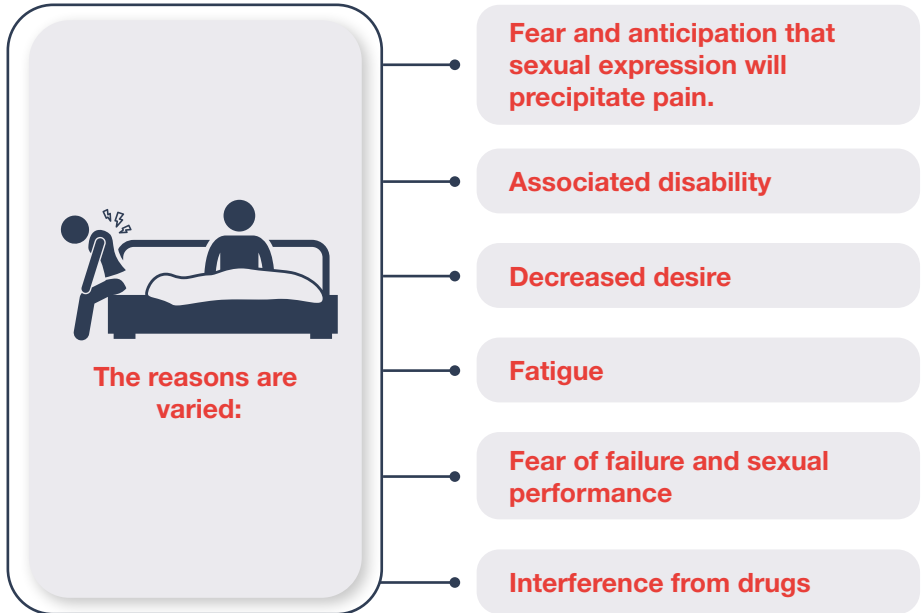 The reasons are
varied:
Fear and anticipation that
sexual expression will
precipitate pain.
Associated disability
Decreased desire
Fatigue
Fear of failure and sexual
performance
Interference from drugs